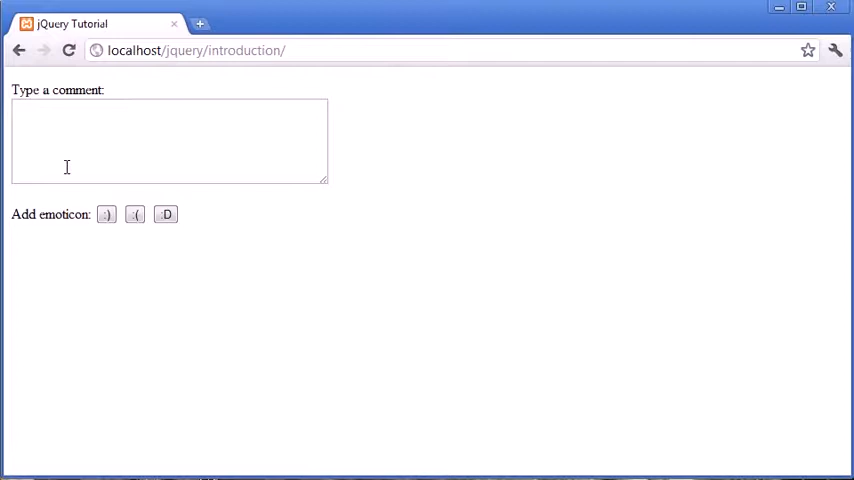 jQuery Tutorial
localhost/jquery/introduction/
Type a comment:
Add emoticon: :) :( :D